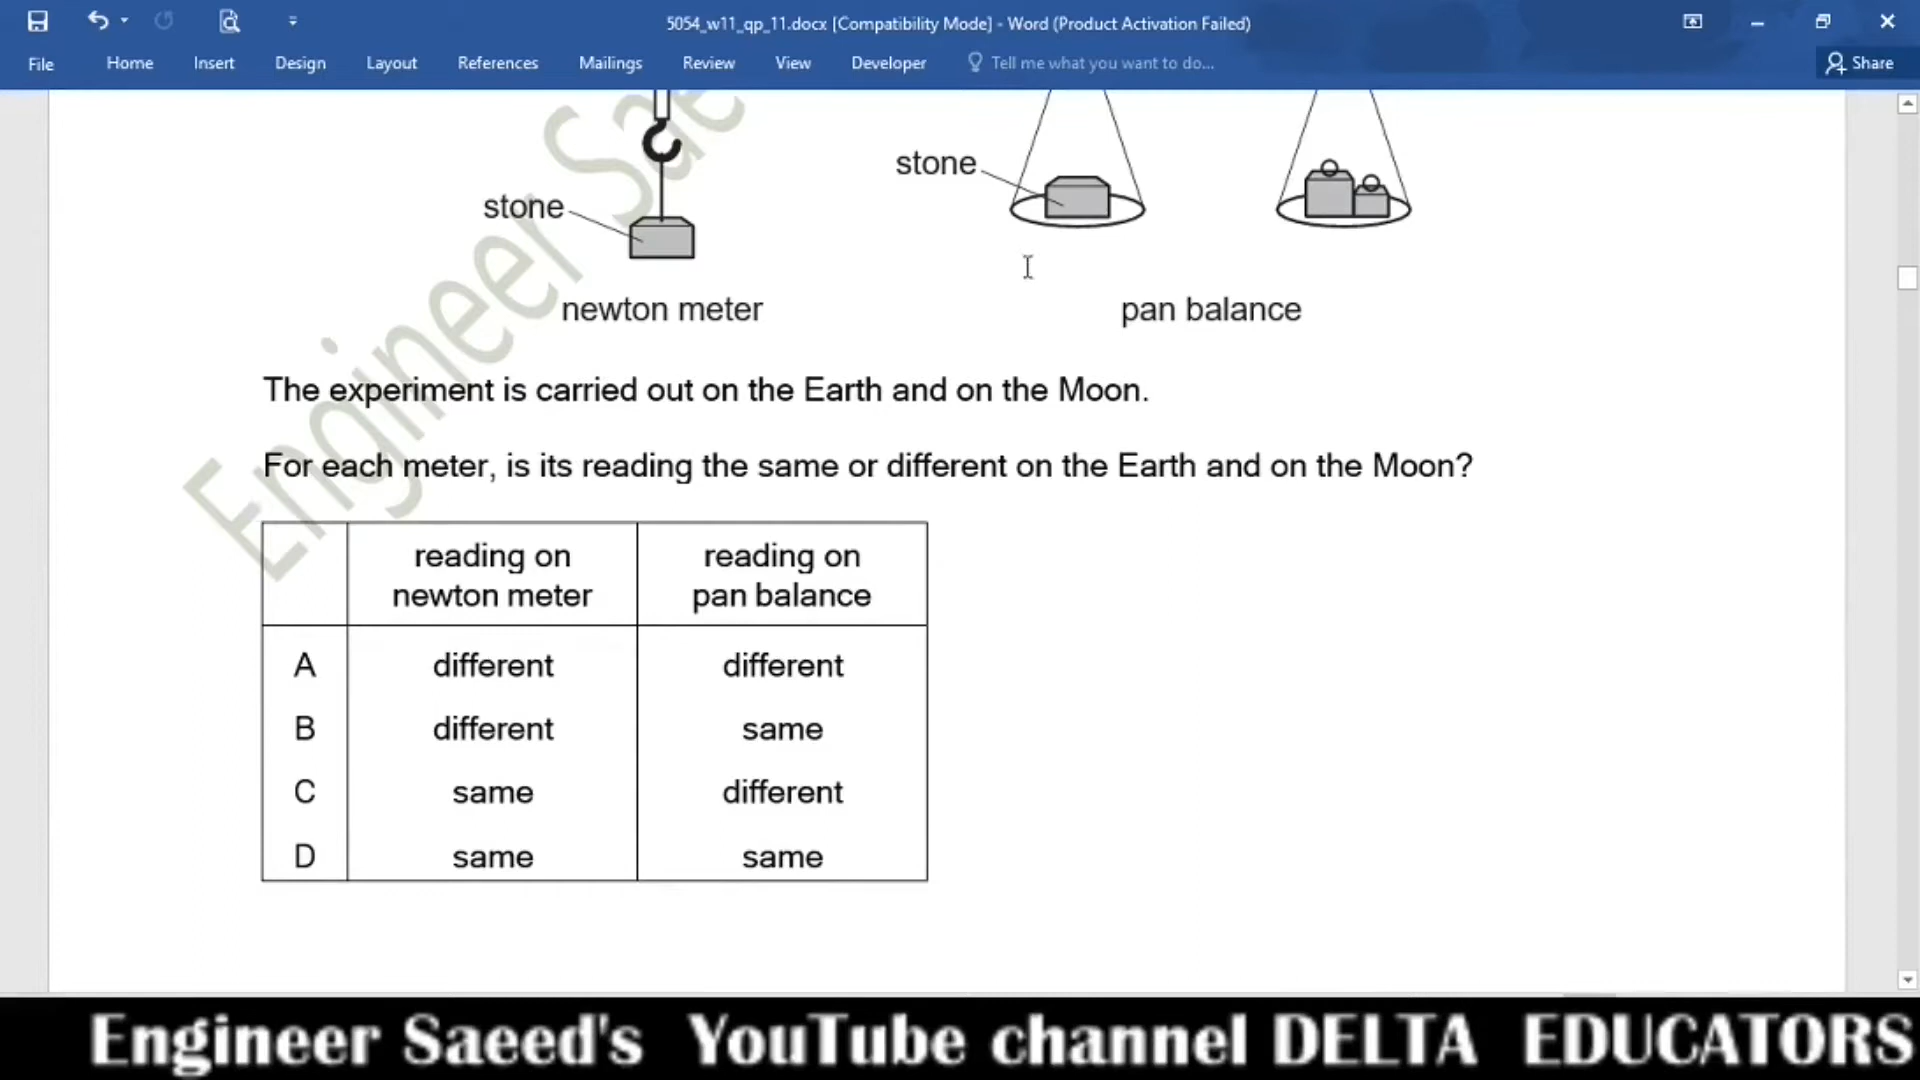 5054_w11_qp_11.docx [Compatibility Mode] - Word (Product Activation Failed)
File Home Insert Design Layout References Mailings Review View Developer Tell me what you want to do... Share
Engineer Sae
stone
stone
newton meter
pan balance
The experiment is carried out on the Earth and on the Moon.
For each meter, is its reading the same or different on the Earth and on the Moon?
reading on newton meter
reading on pan balance
A different different
B different same
C same different
D same same
Engineer Saeed's YouTube channel DELTA EDUCATORS